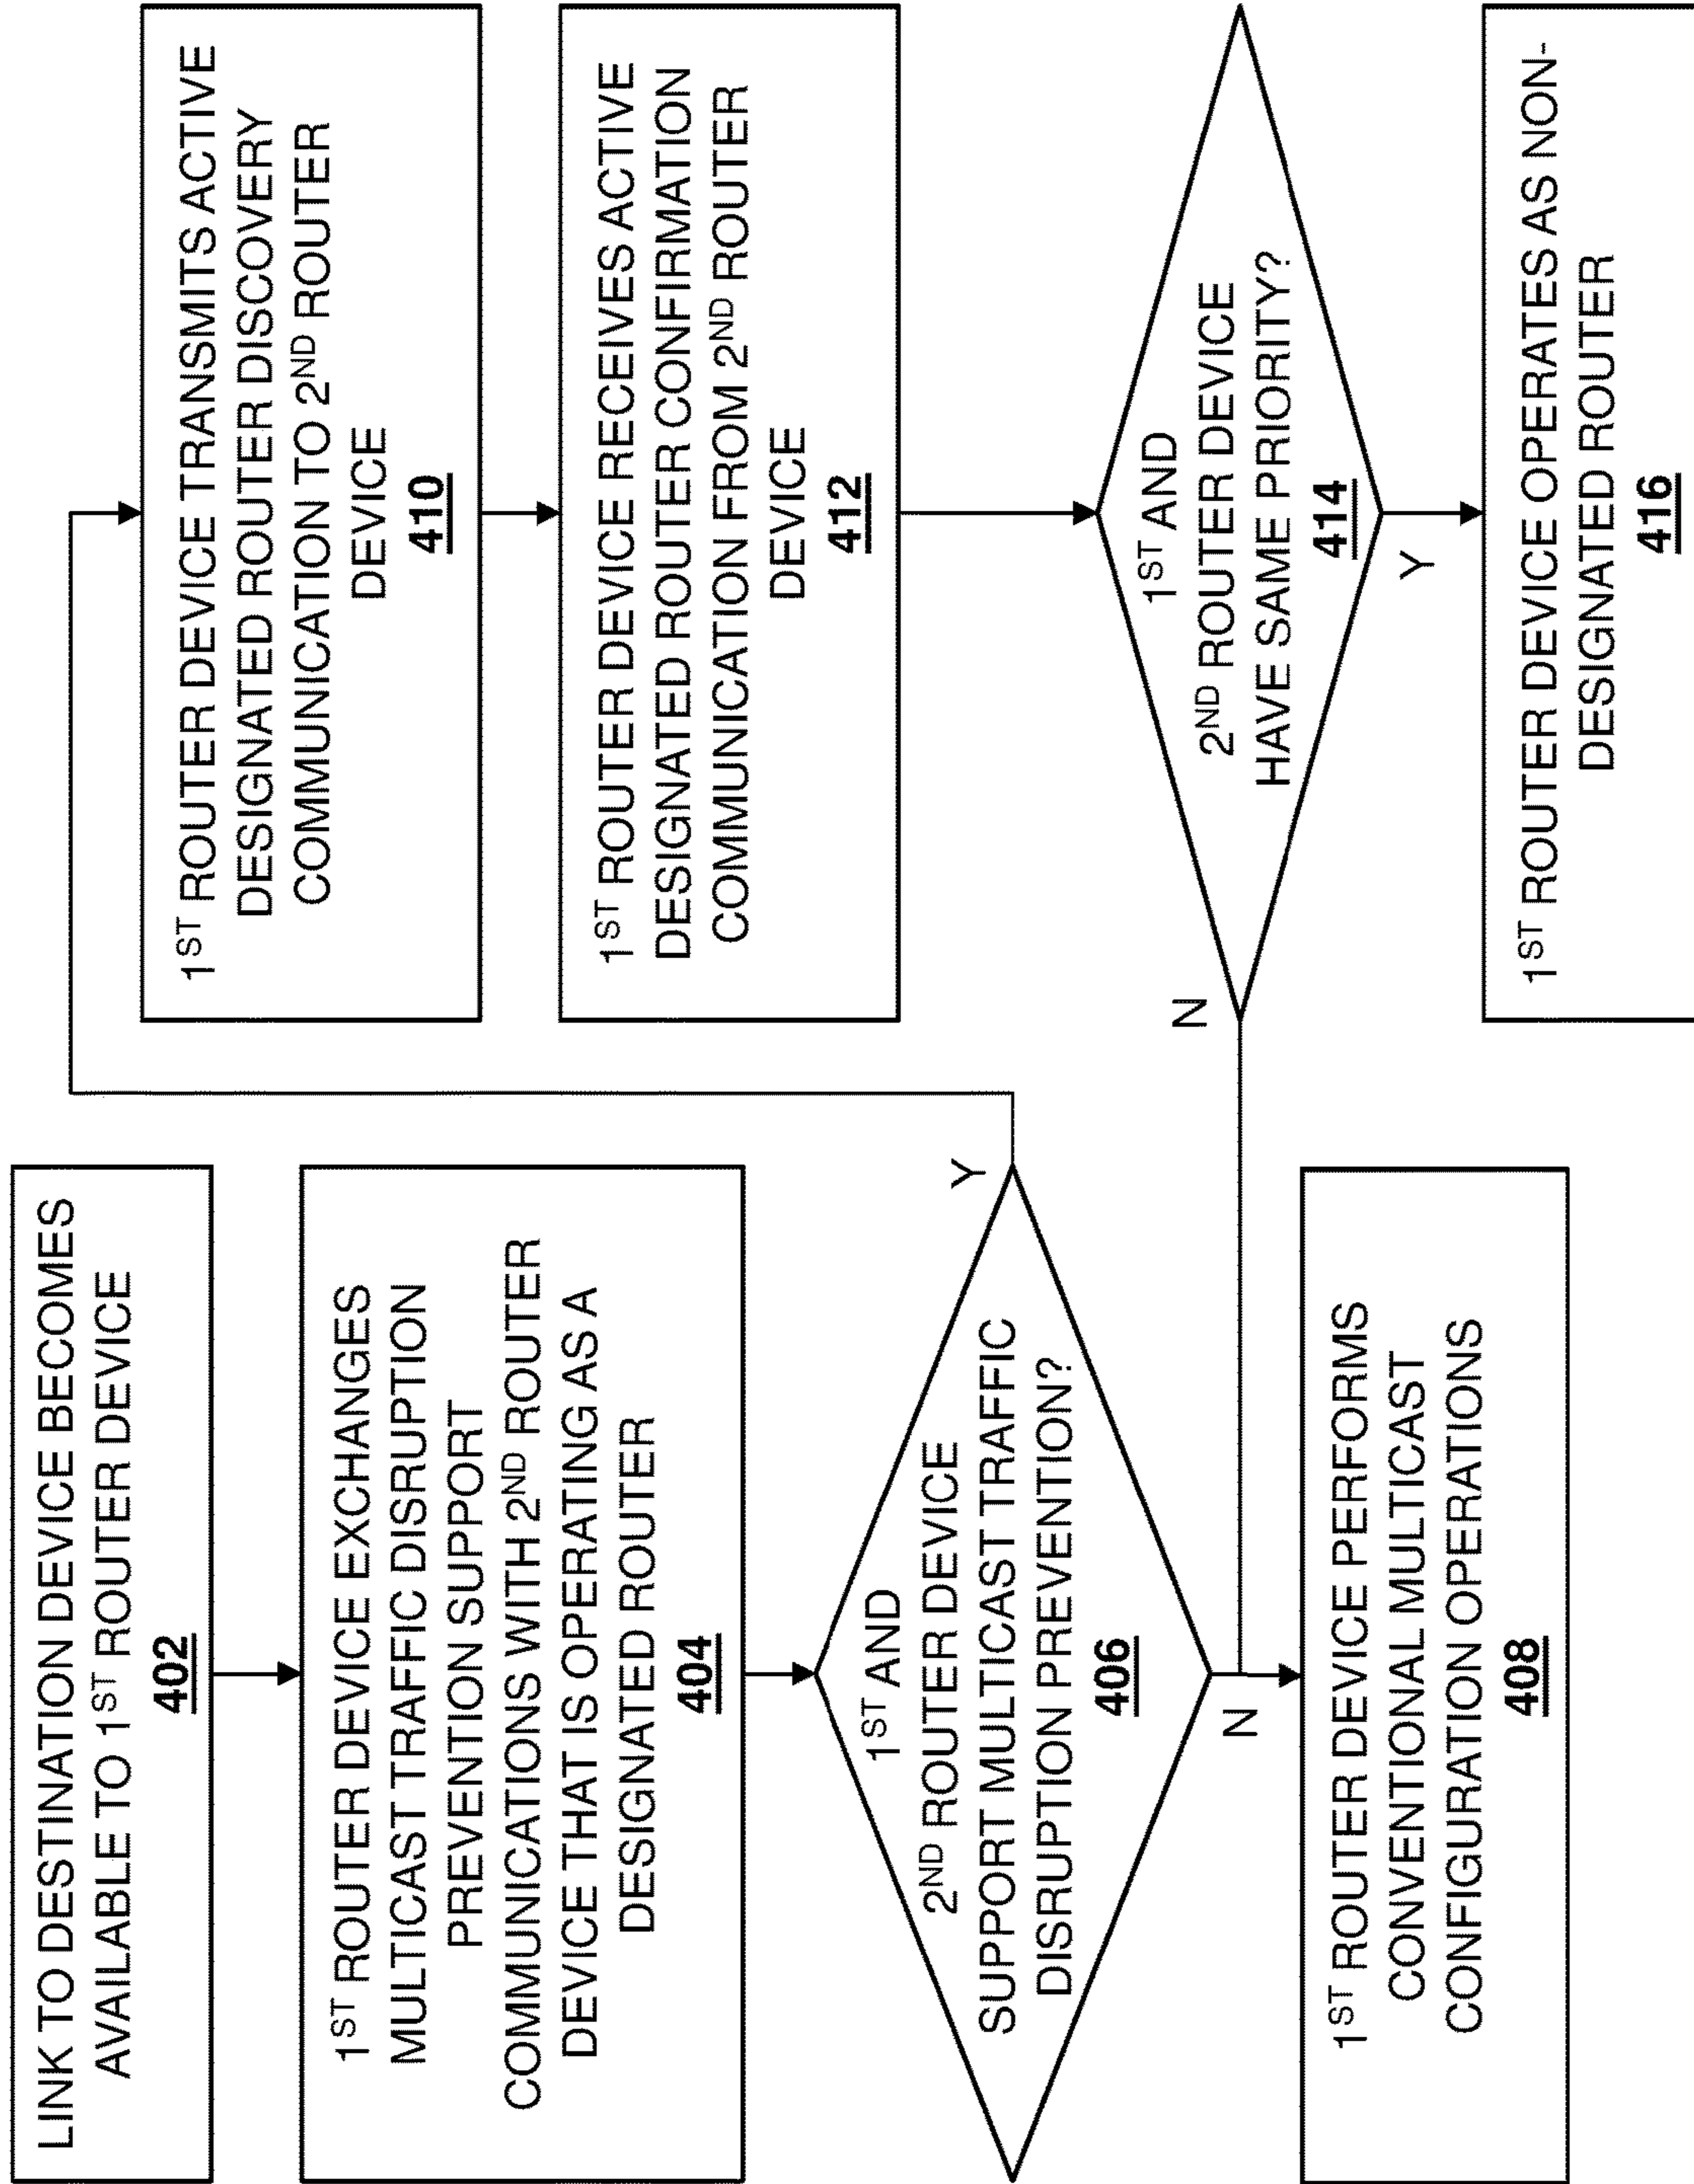 LINK TO DESTINATION DEVICE BECOMES
AVAILABLE TO 1ST ROUTER DEVICE
402
1ST ROUTER DEVICE EXCHANGES
MULTICAST TRAFFIC DISRUPTION
PREVENTION SUPPORT
COMMUNICATIONS WITH 2ND ROUTER
DEVICE THAT IS OPERATING AS A
DESIGNATED ROUTER
404
1ST AND
2ND ROUTER DEVICE
SUPPORT MULTICAST TRAFFIC
DISRUPTION PREVENTION?
406
Y
N
1ST ROUTER DEVICE PERFORMS
CONVENTIONAL MULTICAST
CONFIGURATION OPERATIONS
408
1ST ROUTER DEVICE TRANSMITS ACTIVE
DESIGNATED ROUTER DISCOVERY
COMMUNICATION TO 2ND ROUTER
DEVICE
410
1ST ROUTER DEVICE RECEIVES ACTIVE
DESIGNATED ROUTER CONFIRMATION
COMMUNICATION FROM 2ND ROUTER
DEVICE
412
1ST AND
2ND ROUTER DEVICE
HAVE SAME PRIORITY?
414
N
Y
1ST ROUTER DEVICE OPERATES AS NON-
DESIGNATED ROUTER
416